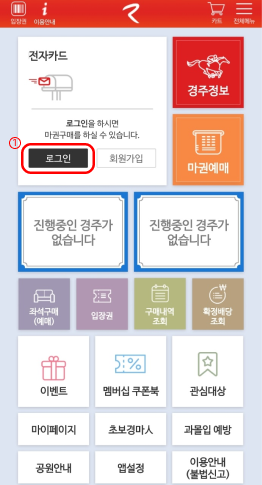 입장권 이용안내 카트 전체메뉴
전자카드
로그인을 하시면
마권구매를 하실 수 있습니다.
①
로그인 회원가입
경주정보
마권예매
진행중인 경주가
없습니다
진행중인 경주가
없습니다
좌석구매
(예매)
입장권
구매내역
조회
확정배당
조회
이벤트 멤버십 쿠폰북 관심대상
마이페이지 초보경마人 과몰입 예방
공원안내 앱설정 이용안내
(불법신고)